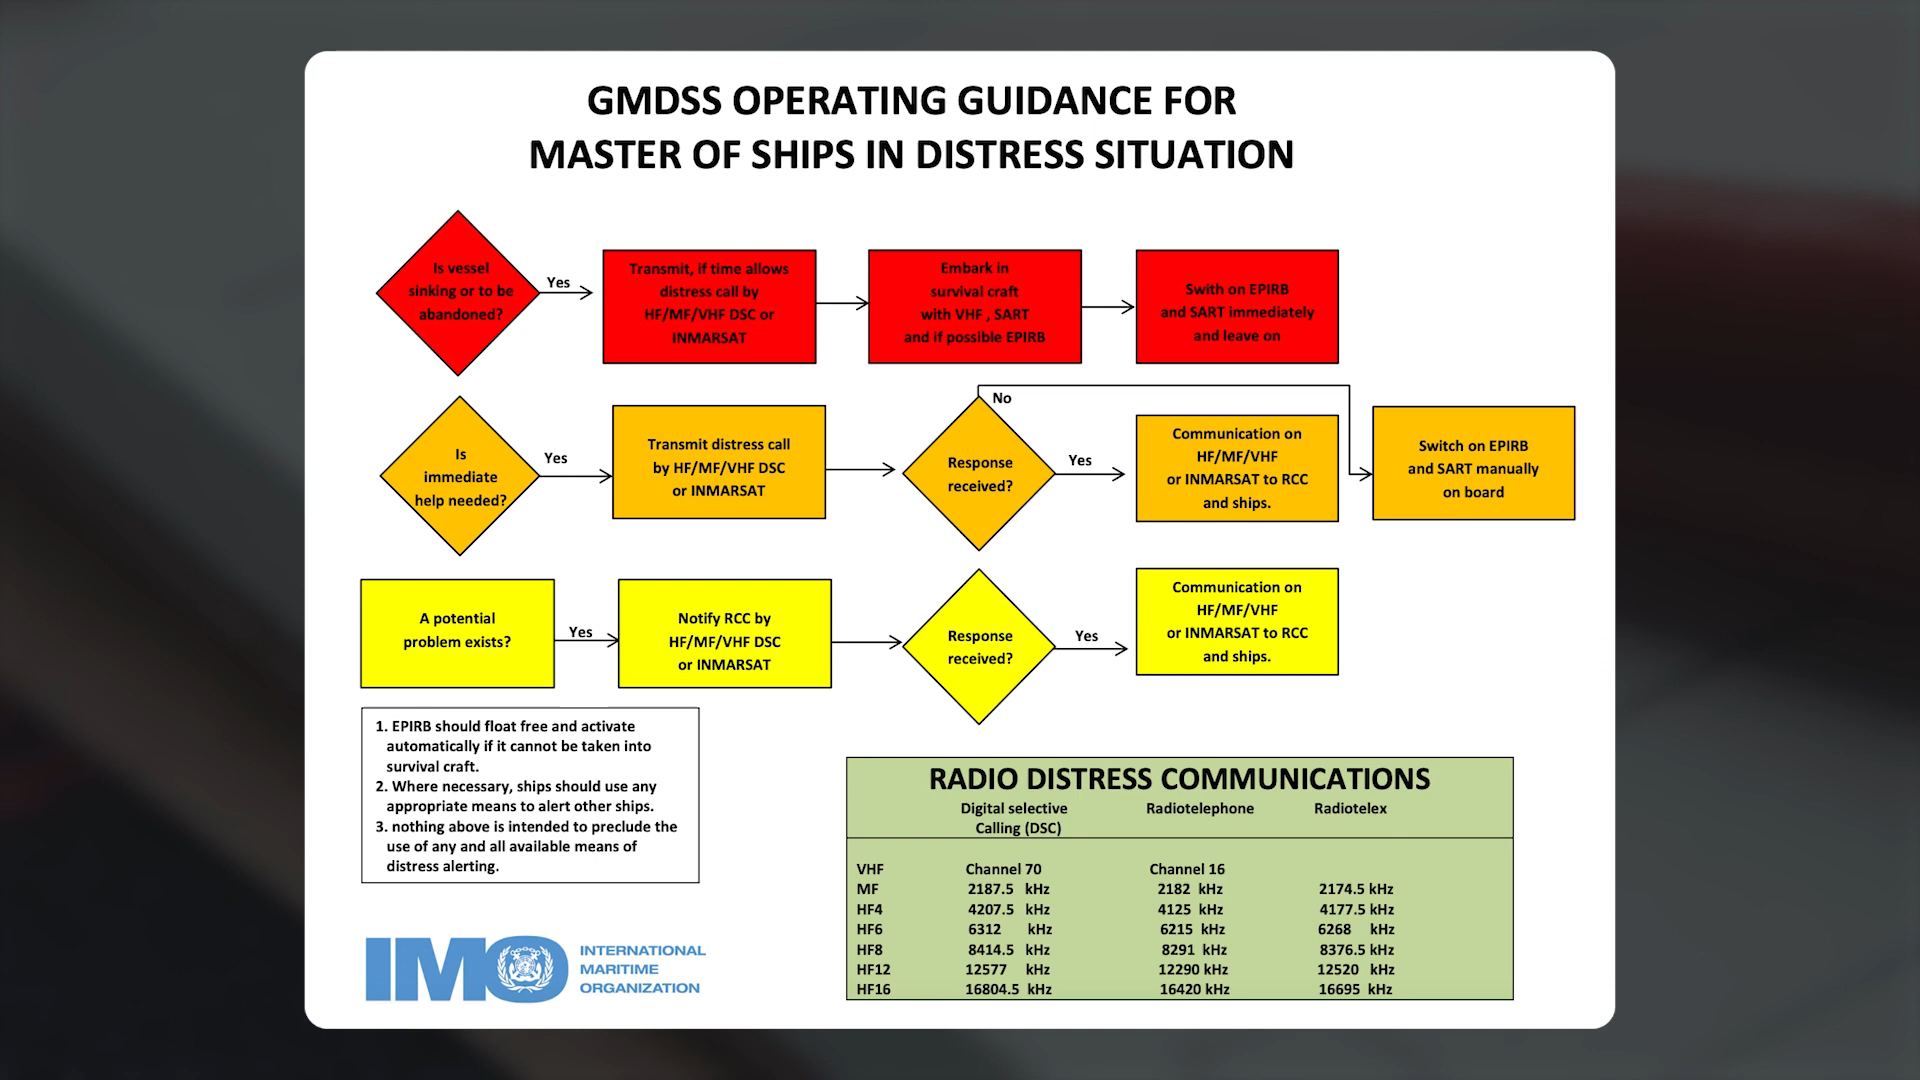 GMDSS OPERATING GUIDANCE FOR
MASTER OF SHIPS IN DISTRESS SITUATION
Is vessel
sinking or to be
abandoned?
Yes
Transmit, if time allows
distress call by
HF/MF/VHF DSC or
INMARSAT
Embark in
survival craft
with VHF , SART
and if possible EPIRB
Swith on EPIRB
and SART immediately
and leave on
Is
immediate
help needed?
Yes
Transmit distress call
by HF/MF/VHF DSC
or INMARSAT
Response
received?
No
Yes
Communication on
HF/MF/VHF
or INMARSAT to RCC
and ships.
Switch on EPIRB
and SART manually
on board
A potential
problem exists?
Yes
Notify RCC by
HF/MF/VHF DSC
or INMARSAT
Response
received?
Yes
Communication on
HF/MF/VHF
or INMARSAT to RCC
and ships.
1. EPIRB should float free and activate
automatically if it cannot be taken into
survival craft.
2. Where necessary, ships should use any
appropriate means to alert other ships.
3. nothing above is intended to preclude the
use of any and all available means of
distress alerting.
RADIO DISTRESS COMMUNICATIONS
Digital selective Radiotelephone Radiotelex
Calling (DSC)
VHF Channel 70 Channel 16
MF 2187.5 kHz 2182 kHz 2174.5 kHz
HF4 4207.5 kHz 4125 kHz 4177.5 kHz
HF6 6312 kHz 6215 kHz 6268 kHz
HF8 8414.5 kHz 8291 kHz 8376.5 kHz
HF12 12577 kHz 12290 kHz 12520 kHz
HF16 16804.5 kHz 16420 kHz 16695 kHz
IMO
INTERNATIONAL
MARITIME
ORGANIZATION